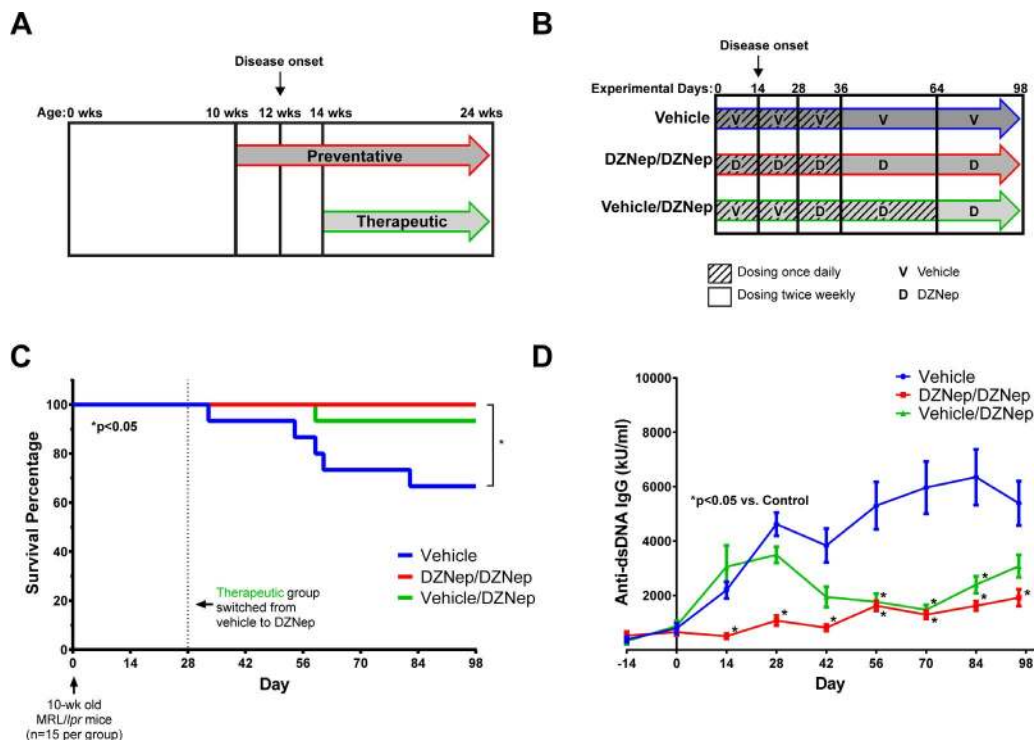 A
Disease onset
Age: 0 wks 10 wks 12 wks 14 wks 24 wks
Preventative
Therapeutic
B
Disease onset
Experimental Days: 0 14 28 36 64 98
Vehicle V V V V V
DZNep/DZNep D D D D D
Vehicle/DZNep V V D D D
Dosing once daily V Vehicle
Dosing twice weekly D DZNep
C
Survival Percentage
100
80
60
40
20
0
*p<0.05
*
Vehicle
DZNep/DZNep
Vehicle/DZNep
Therapeutic group
switched from
vehicle to DZNep
0 14 28 42 56 70 84 98
Day
10-wk old
MRL/lpr mice
(n=15 per group)
D
Anti-dsDNA IgG (kU/ml)
10000
8000
6000
4000
2000
0
Vehicle
DZNep/DZNep
Vehicle/DZNep
*p<0.05 vs. Control
* * * * * * * * * *
-14 0 14 28 42 56 70 84 98
Day